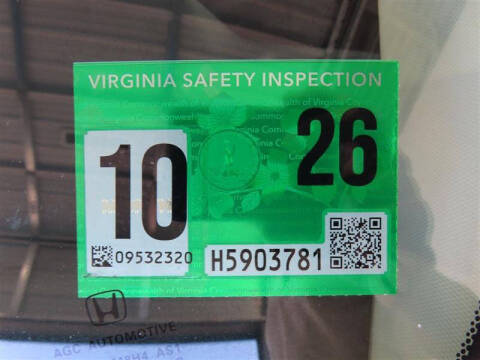 VIRGINIA SAFETY INSPECTION
10
26
09532320
H5903781
AGC AUTOMOTIVE